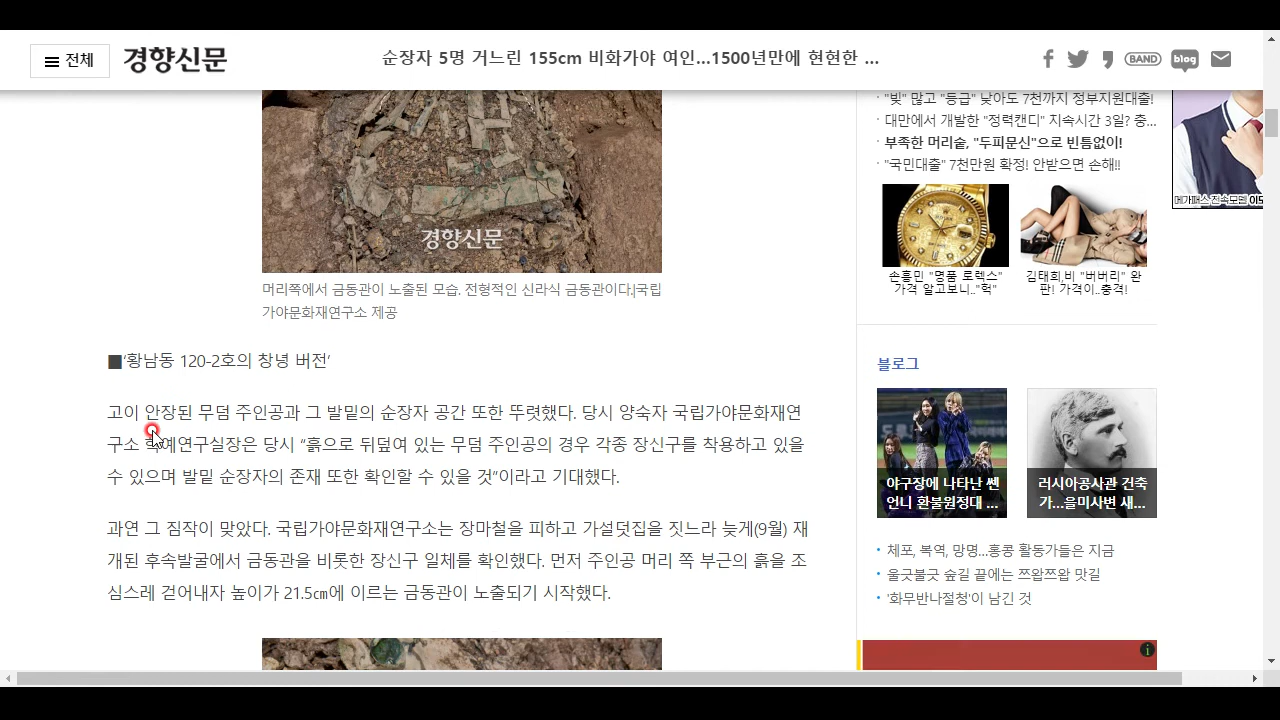 전체
경향신문
순장자 5명 거느린 155cm 비화가야 여인...1500년만에 현현한 ...
BAND
blog
경향신문
머리쪽에서 금동관이 노출된 모습. 전형적인 신라식 금동관이다.|국립
가야문화재연구소 제공
■‘황남동 120-2호의 창녕 버전’
고이 안장된 무덤 주인공과 그 발밑의 순장자 공간 또한 뚜렷했다. 당시 양숙자 국립가야문화재연
구소 학예연구실장은 당시 “흙으로 뒤덮여 있는 무덤 주인공의 경우 각종 장신구를 착용하고 있을
수 있으며 발밑 순장자의 존재 또한 확인할 수 있을 것”이라고 기대했다.
과연 그 짐작이 맞았다. 국립가야문화재연구소는 장마철을 피하고 가설덧집을 짓느라 늦게(9월) 재
개된 후속발굴에서 금동관을 비롯한 장신구 일체를 확인했다. 먼저 주인공 머리 쪽 부근의 흙을 조
심스레 걷어내자 높이가 21.5㎝에 이르는 금동관이 노출되기 시작했다.
· "빚" 많고 "등급" 낮아도 7천까지 정부지원대출!
· 대만에서 개발한 "정력캔디" 지속시간 3일? 충...
· 부족한 머리숱, "두피문신"으로 빈틈없이!
· "국민대출" 7천만원 확정! 안받으면 손해!!
손흥민 "명품 로렉스"
가격 알고보니.."헉"
김태희,비 "버버리" 완
판! 가격이..충격!
메가패스 전속모델
블로그
야구장에 나타난 쎈
언니 환불원정대 ...
러시아공사관 건축
가...을미사변 새...
• 체포, 복역, 망명...홍콩 활동가들은 지금
• 울긋불긋 숲길 끝에는 쯔왑쯔왑 맛길
• '화무반나절청'이 남긴 것